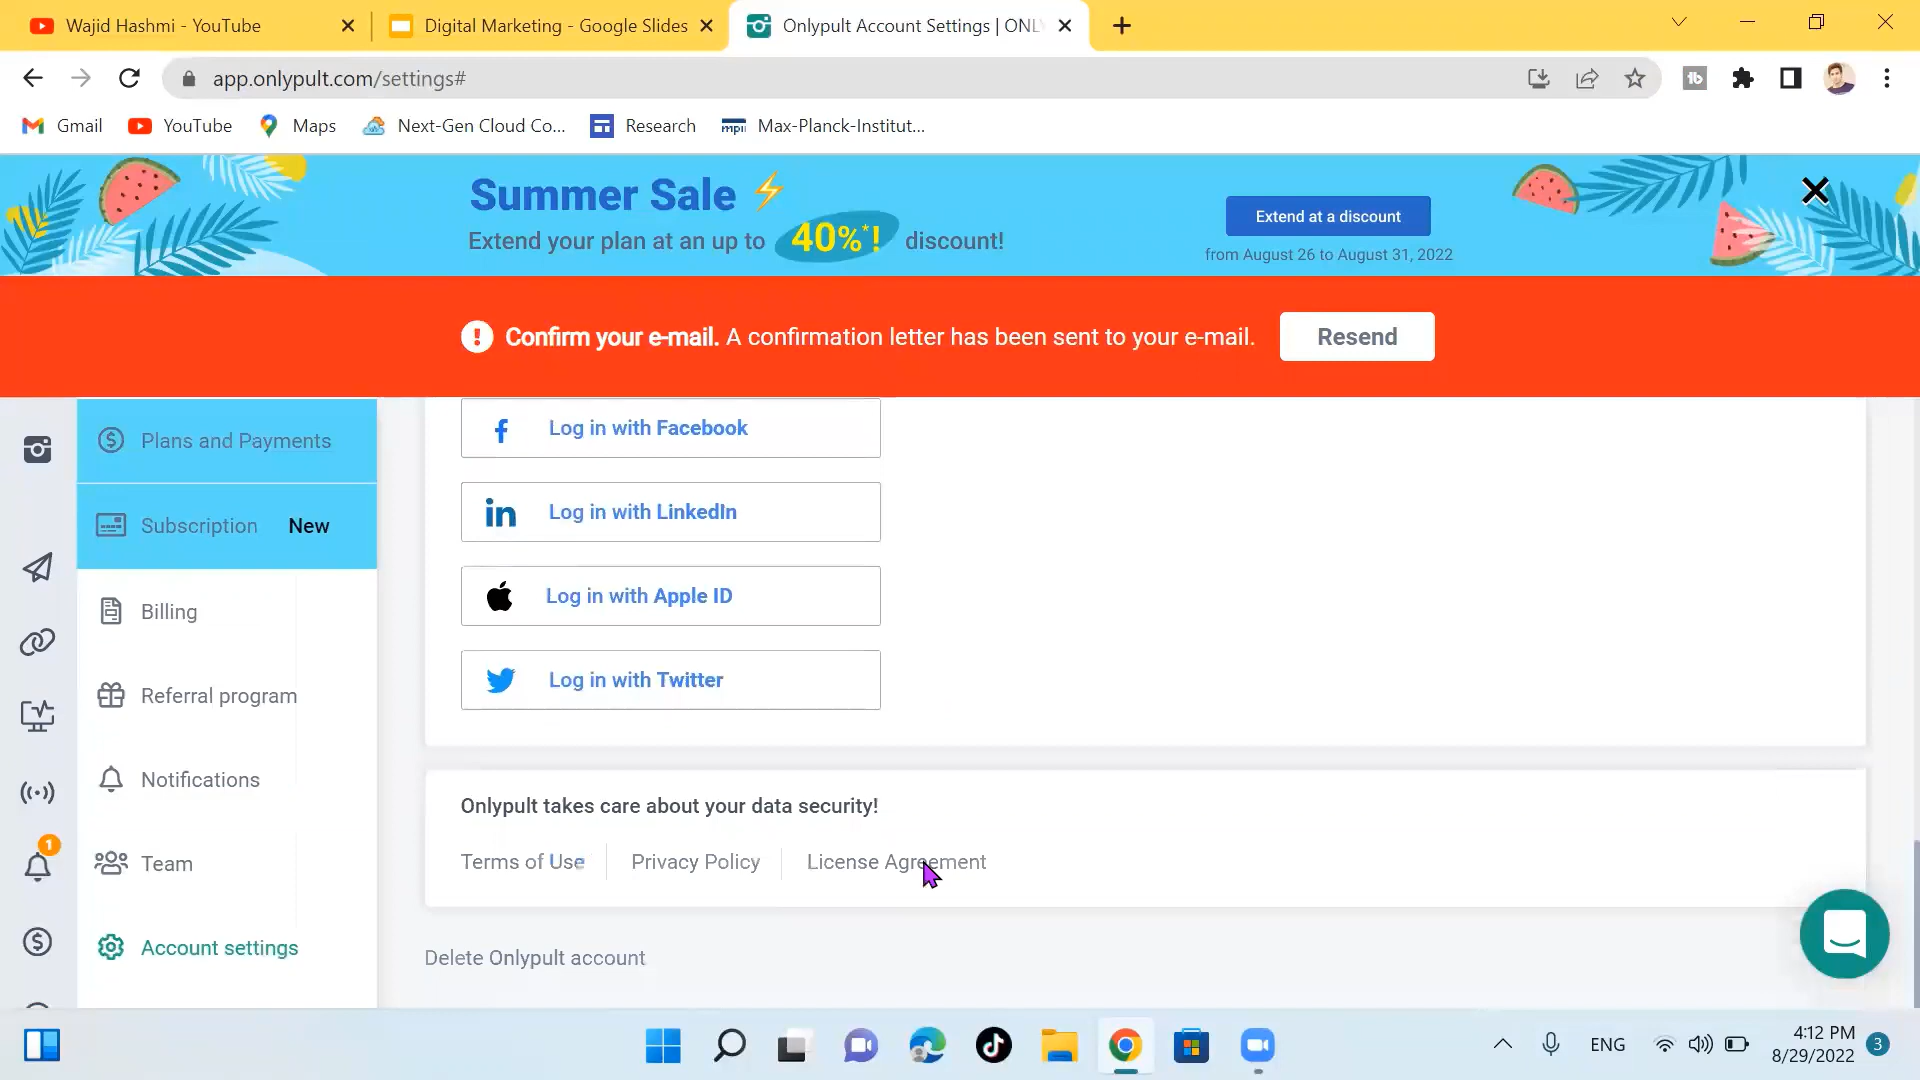 Wajid Hashmi - YouTube
Digital Marketing - Google Slides
Onlypult Account Settings | ONL
app.onlypult.com/settings#
Gmail
YouTube
Maps
Next-Gen Cloud Co...
Research
Max-Planck-Institut...
Summer Sale
Extend your plan at an up to 40%*! discount!
Extend at a discount
from August 26 to August 31, 2022
Confirm your e-mail. A confirmation letter has been sent to your e-mail.
Resend
Plans and Payments
Subscription New
Billing
Referral program
Notifications
Team
Account settings
1
Log in with Facebook
Log in with LinkedIn
Log in with Apple ID
Log in with Twitter
Onlypult takes care about your data security!
Terms of Use
Privacy Policy
License Agreement
Delete Onlypult account
ENG
4:12 PM
8/29/2022
3